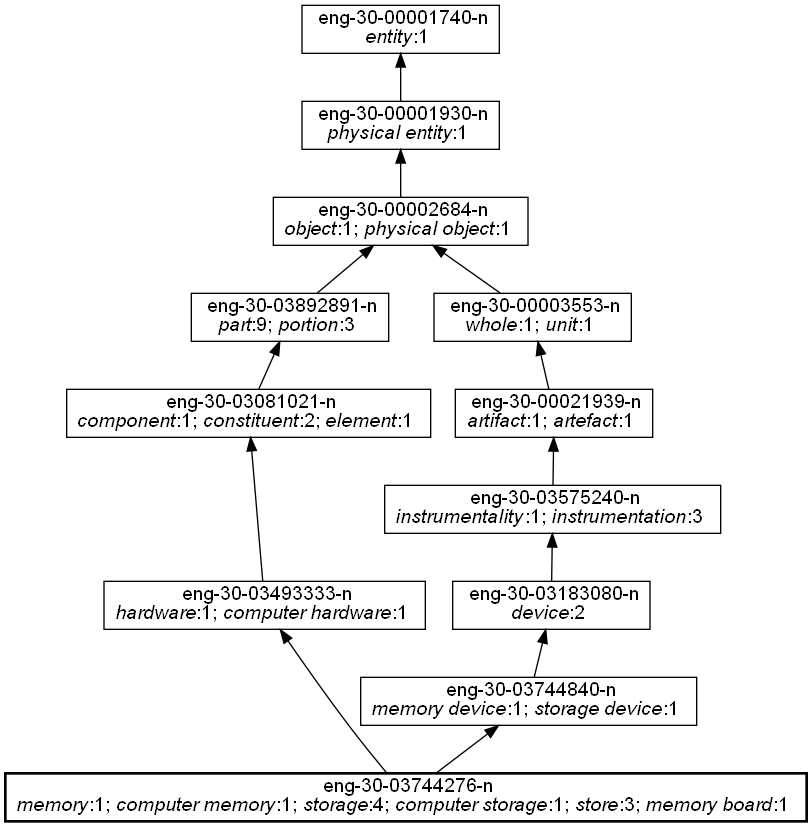 eng-30-00001740-n
entity:1
eng-30-00001930-n
physical entity:1
eng-30-00002684-n
object:1; physical object:1
eng-30-03892891-n
part:9; portion:3
eng-30-00003553-n
whole:1; unit:1
eng-30-03081021-n
component:1; constituent:2; element:1
eng-30-00021939-n
artifact:1; artefact:1
eng-30-03575240-n
instrumentality:1; instrumentation:3
eng-30-03493333-n
hardware:1; computer hardware:1
eng-30-03183080-n
device:2
eng-30-03744840-n
memory device:1; storage device:1
eng-30-03744276-n
memory:1; computer memory:1; storage:4; computer storage:1; store:3; memory board:1